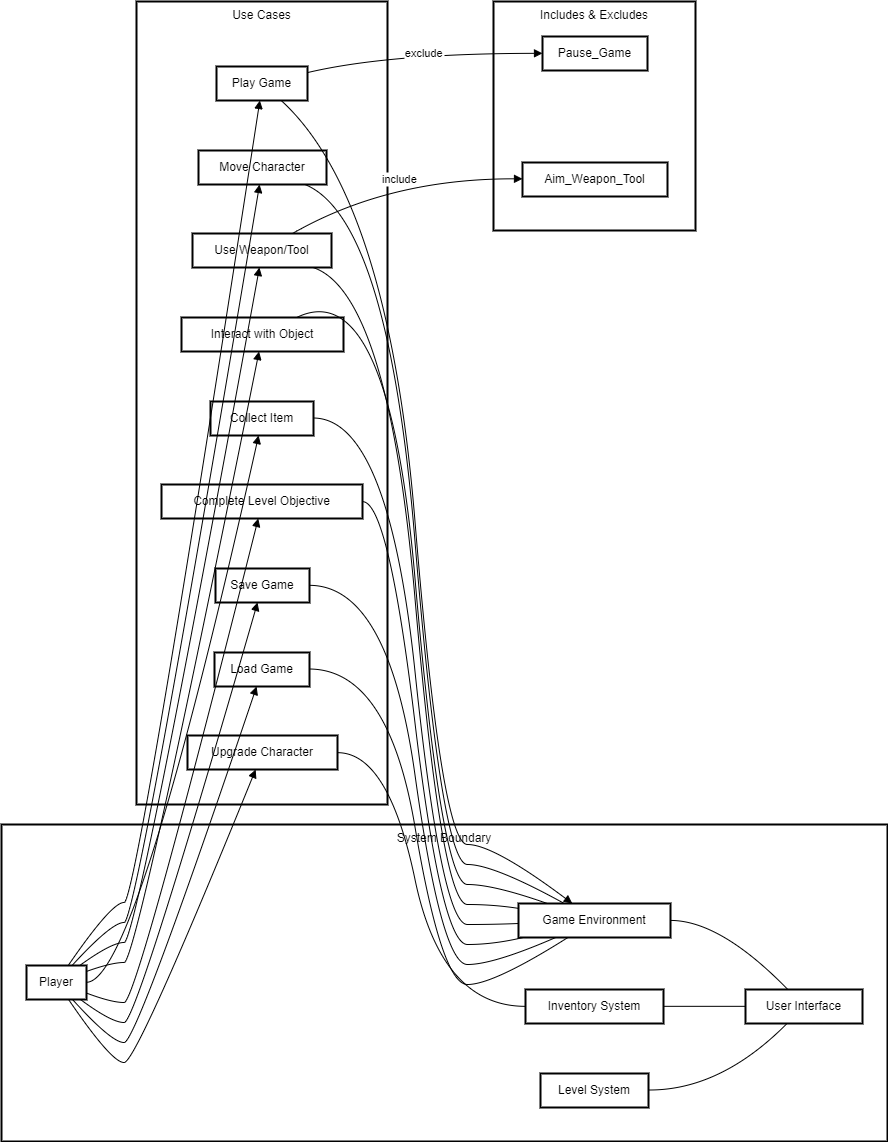 Use Cases
Includes & Excludes
exclude
Pause_Game
Play Game
Move Character
include
Aim_Weapon_Tool
Use Weapon/Tool
Interact with Object
Collect Item
Complete Level Objective
Save Game
Load Game
Upgrade Character
System Boundary
Game Environment
Player
Inventory System
User Interface
Level System